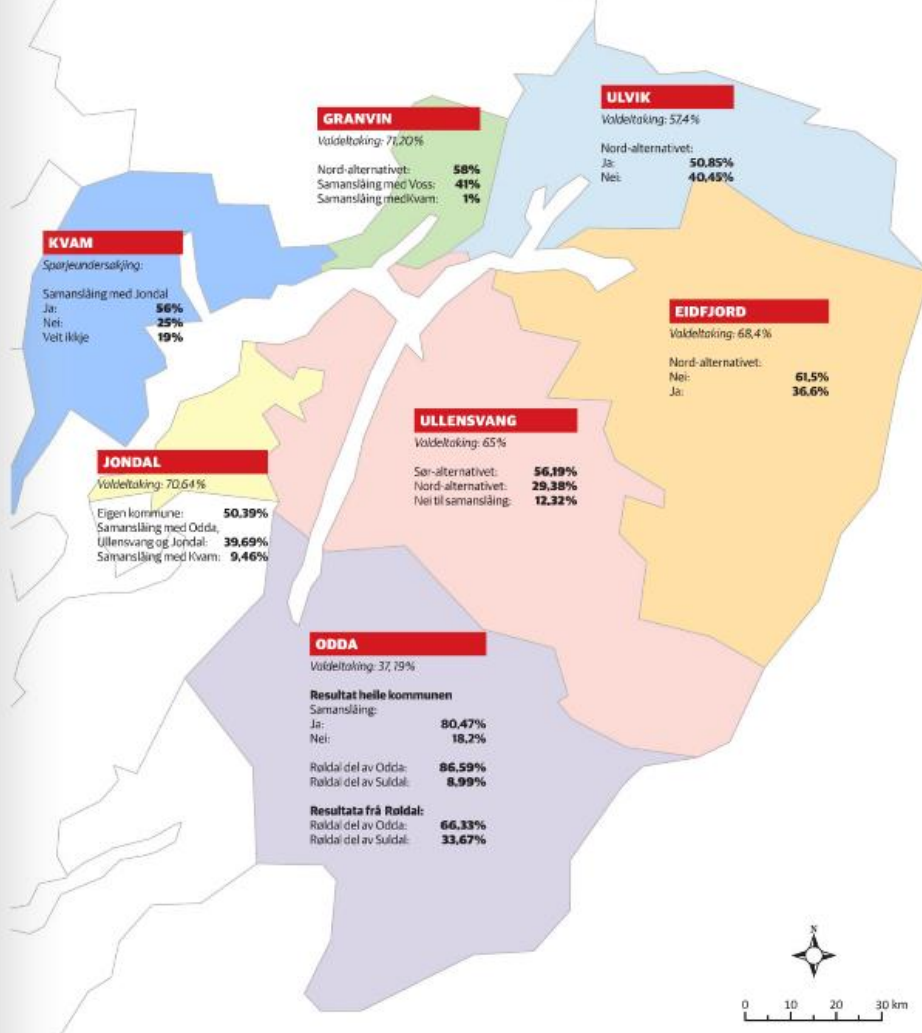 GRANVIN
Valdeltaking: 71,20%
Nord-alternativet: 58%
Samanslåing med Voss: 41%
Samanslåing medKvam: 1%
ULVIK
Valdeltaking: 57,4%
Nord-alternativet:
Ja: 50,85%
Nei: 40,45%
KVAM
Spørjeundersøkjing:
Samanslåing med Jondal
Ja: 56%
Nei: 25%
Veit ikkje 19%
EIDFJORD
Valdeltaking: 68,4%
Nord-alternativet:
Nei: 61,5%
Ja: 36,6%
ULLENSVANG
Valdeltaking: 65%
Sør-alternativet: 56,19%
Nord-alternativet: 29,38%
Nei til samanslåing: 12,32%
JONDAL
Valdeltaking: 70,64%
Eigen kommune: 50,39%
Samanslåing med Odda,
Ullensvang og Jondal: 39,69%
Samanslåing med Kvam: 9,46%
ODDA
Valdeltaking: 37,19%
Resultat heile kommunen
Samanslåing:
Ja: 80,47%
Nei: 18,2%
Røldal del av Odda: 86,59%
Røldal del av Suldal: 8,99%
Resultata frå Røldal:
Røldal del av Odda: 66,33%
Røldal del av Suldal: 33,67%
N
0 10 20 30 km